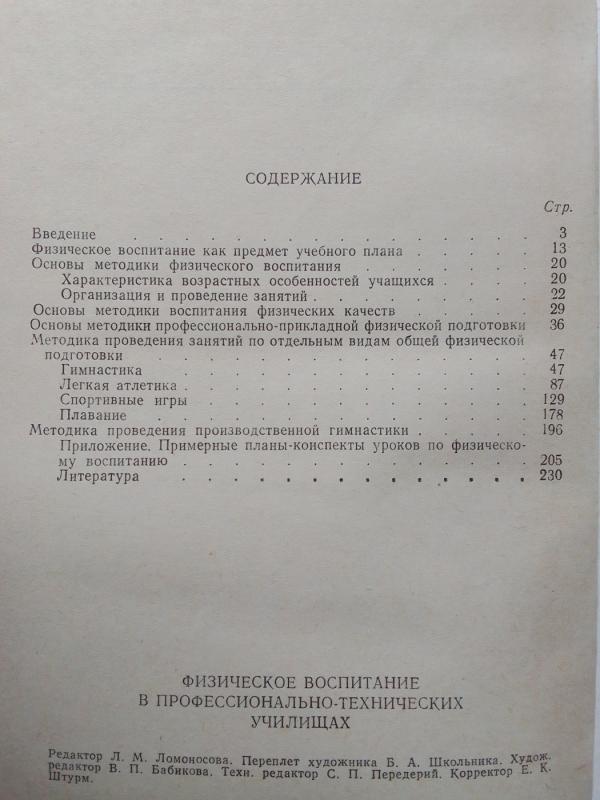 СОДЕРЖАНИЕ
Стр.
Введение . . . . . . . . . . . . . . . 3
Физическое воспитание как предмет учебного плана . . . . 13
Основы методики физического воспитания . . . . . . 20
Характеристика возрастных особенностей учащихся . . . . 20
Организация и проведение занятий . . . . . . . . 22
Основы методики воспитания физических качеств . . . . 29
Основы методики профессионально-прикладной физической подготовки 36
Методика проведения занятий по отдельным видам общей физической
подготовки . . . . . . . . . . . . . . 47
Гимнастика . . . . . . . . . . . . . . 47
Легкая атлетика . . . . . . . . . . . . . 87
Спортивные игры . . . . . . . . . . . . 129
Плавание . . . . . . . . . . . . . . 178
Методика проведения производственной гимнастики . . . . 196
Приложение. Примерные планы-конспекты уроков по физическо-
му воспитанию . . . . . . . . . . . . . 205
Литература . . . . . . . . . . . . . 230
ФИЗИЧЕСКОЕ ВОСПИТАНИЕ
В ПРОФЕССИОНАЛЬНО-ТЕХНИЧЕСКИХ
УЧИЛИЩАХ
Редактор Л. М. Ломоносова. Переплет художника Б. А. Школьника. Худож.
редактор В. П. Бабикова. Техн. редактор С. П. Передерий. Корректор Е. К.
Штурм.